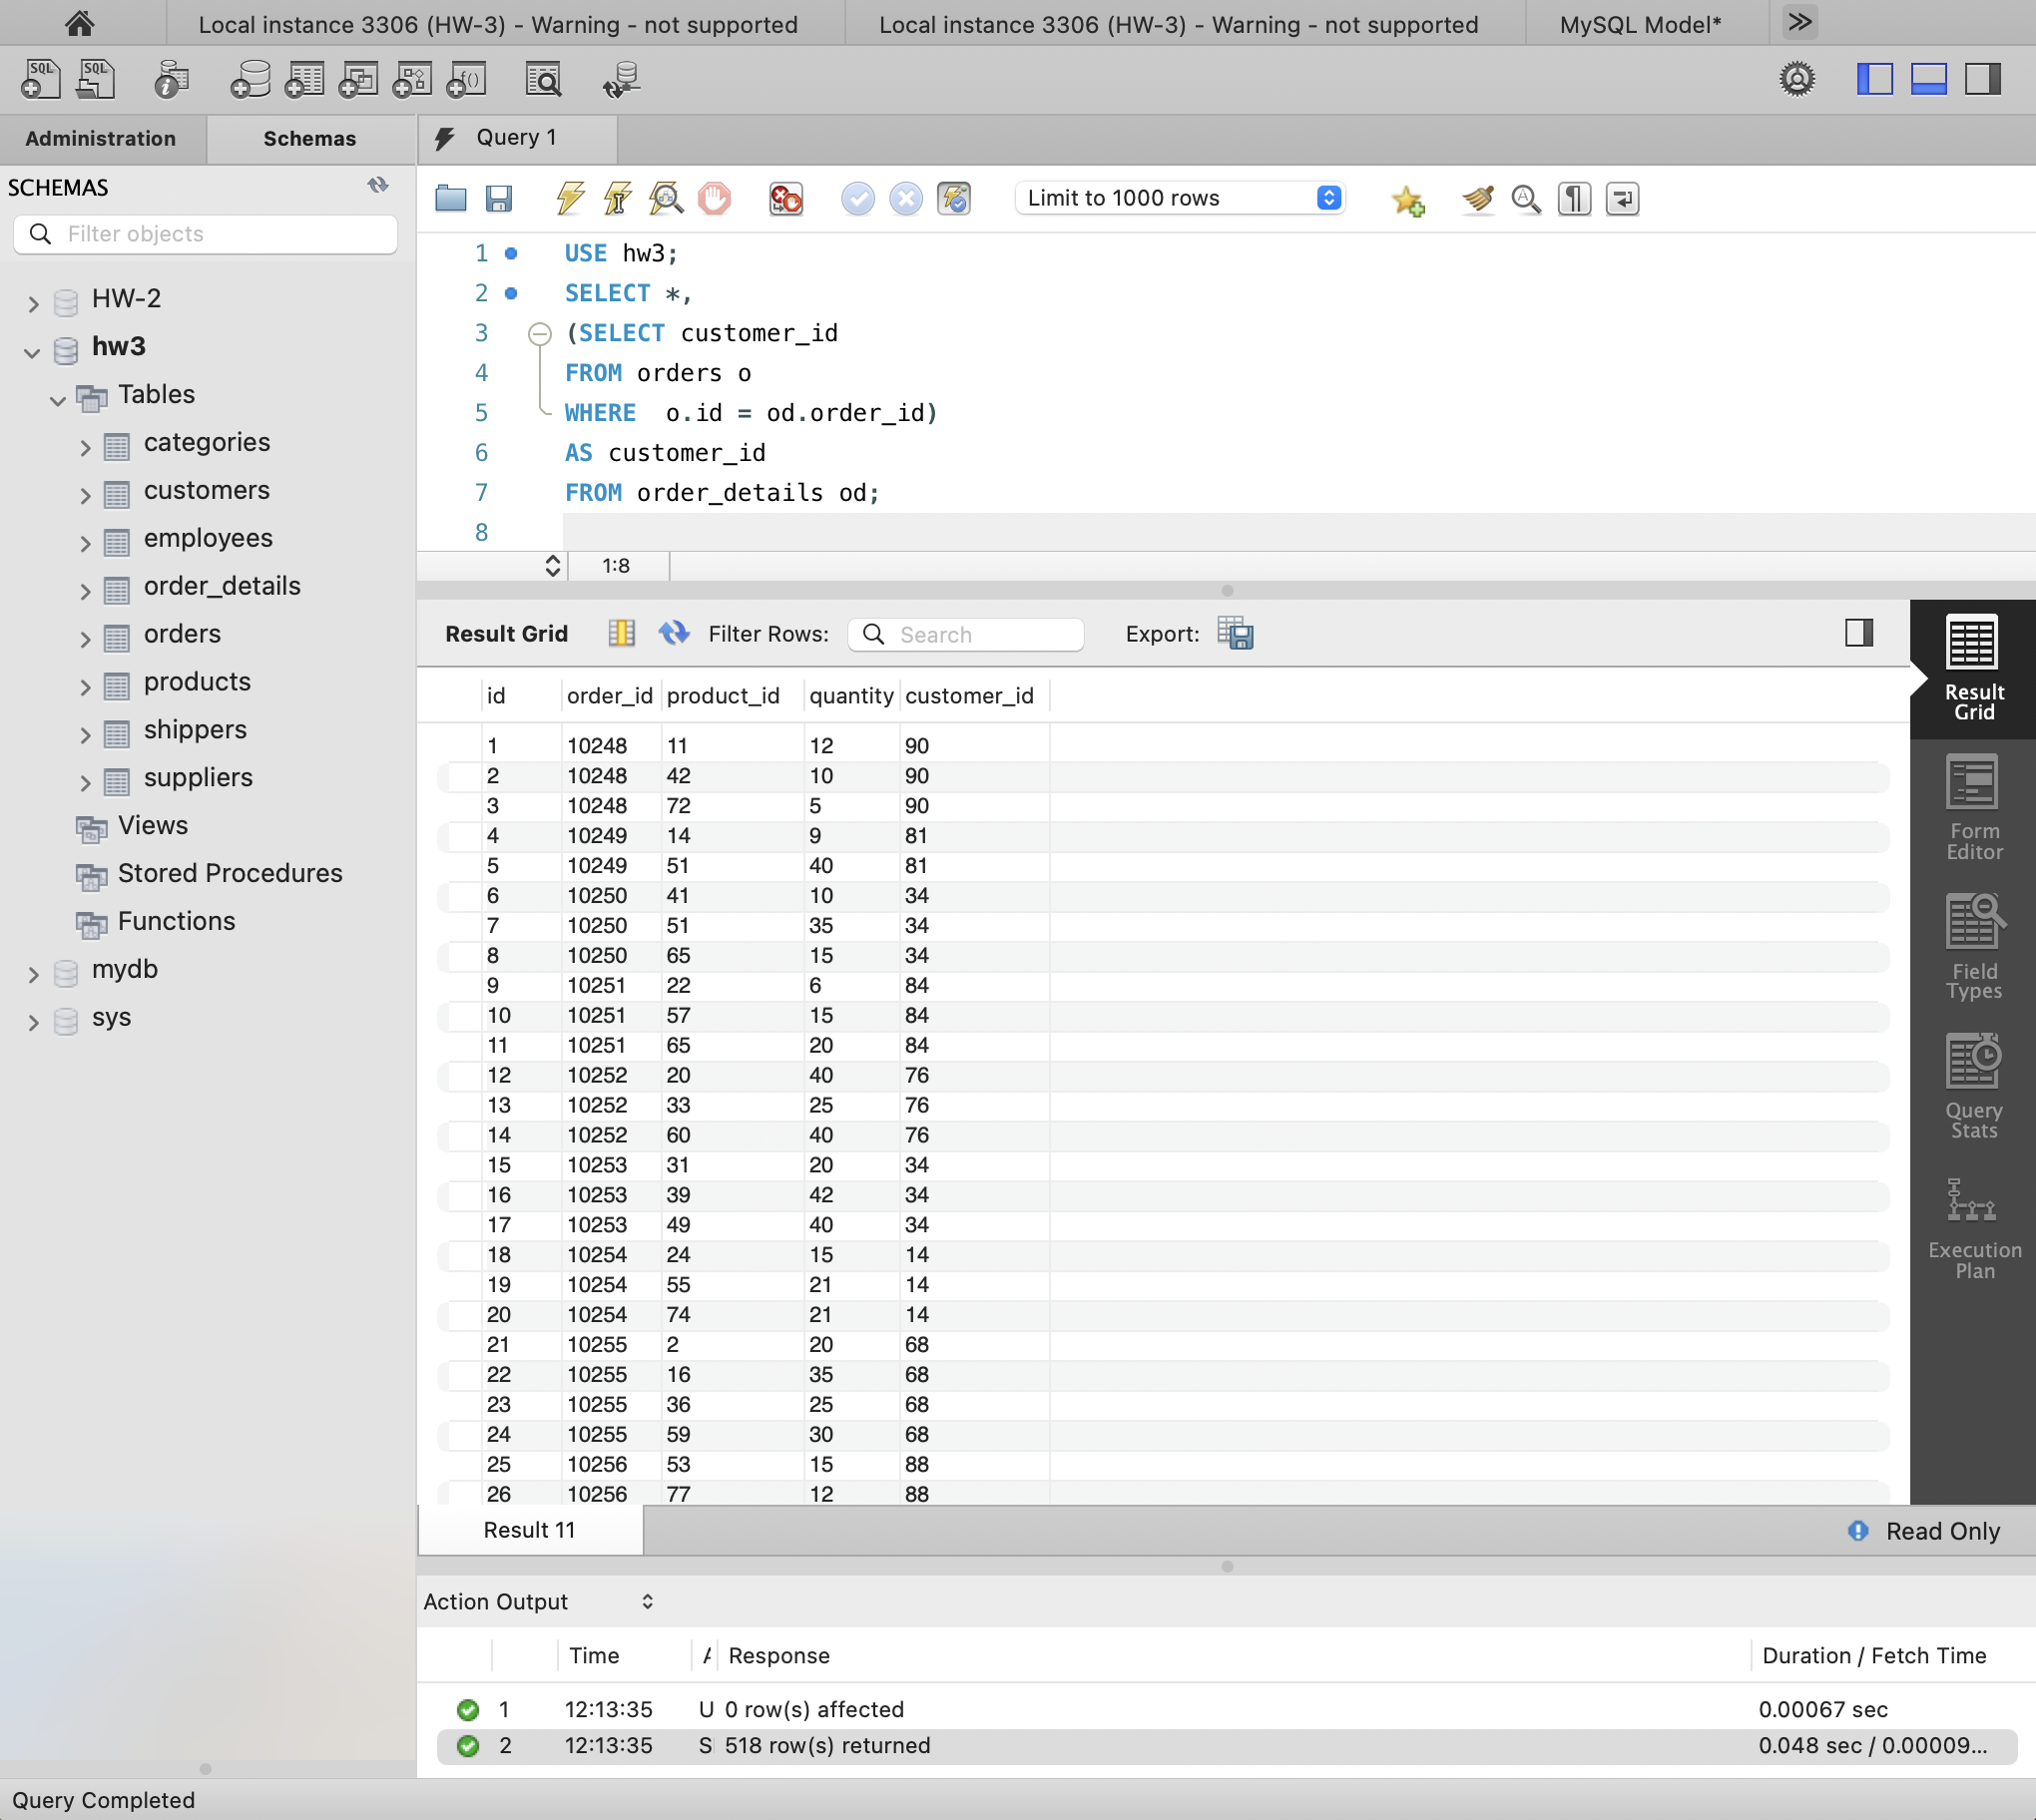 Local instance 3306 (HW-3) - Warning - not supported
Local instance 3306 (HW-3) - Warning - not supported
MySQL Model*
SQL
SQL
Administration
Schemas
Query 1
SCHEMAS
Filter objects
HW-2
hw3
Tables
categories
customers
employees
order_details
orders
products
shippers
suppliers
Views
Stored Procedures
Functions
mydb
sys
Limit to 1000 rows
1 USE hw3;
2 SELECT *,
3 (SELECT customer_id
4 FROM orders o
5 WHERE  o.id = od.order_id)
6 AS customer_id
7 FROM order_details od;
8
1:8
Result Grid
Filter Rows:
Search
Export:
id order_id product_id quantity customer_id
1 10248 11 12 90
2 10248 42 10 90
3 10248 72 5 90
4 10249 14 9 81
5 10249 51 40 81
6 10250 41 10 34
7 10250 51 35 34
8 10250 65 15 34
9 10251 22 6 84
10 10251 57 15 84
11 10251 65 20 84
12 10252 20 40 76
13 10252 33 25 76
14 10252 60 40 76
15 10253 31 20 34
16 10253 39 42 34
17 10253 49 40 34
18 10254 24 15 14
19 10254 55 21 14
20 10254 74 21 14
21 10255 2 20 68
22 10255 16 35 68
23 10255 36 25 68
24 10255 59 30 68
25 10256 53 15 88
26 10256 77 12 88
Result
Grid
Form
Editor
Field
Types
Query
Stats
Execution
Plan
Result 11
Read Only
Action Output
Time Response Duration / Fetch Time
1 12:13:35 U 0 row(s) affected 0.00067 sec
2 12:13:35 S 518 row(s) returned 0.048 sec / 0.00009...
Query Completed